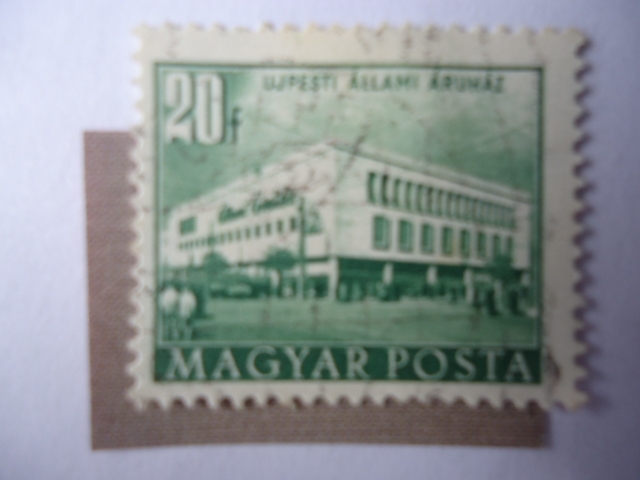 20f
UJPESTI ÁLLAMI ÁRUHÁZ
MAGYAR POSTA